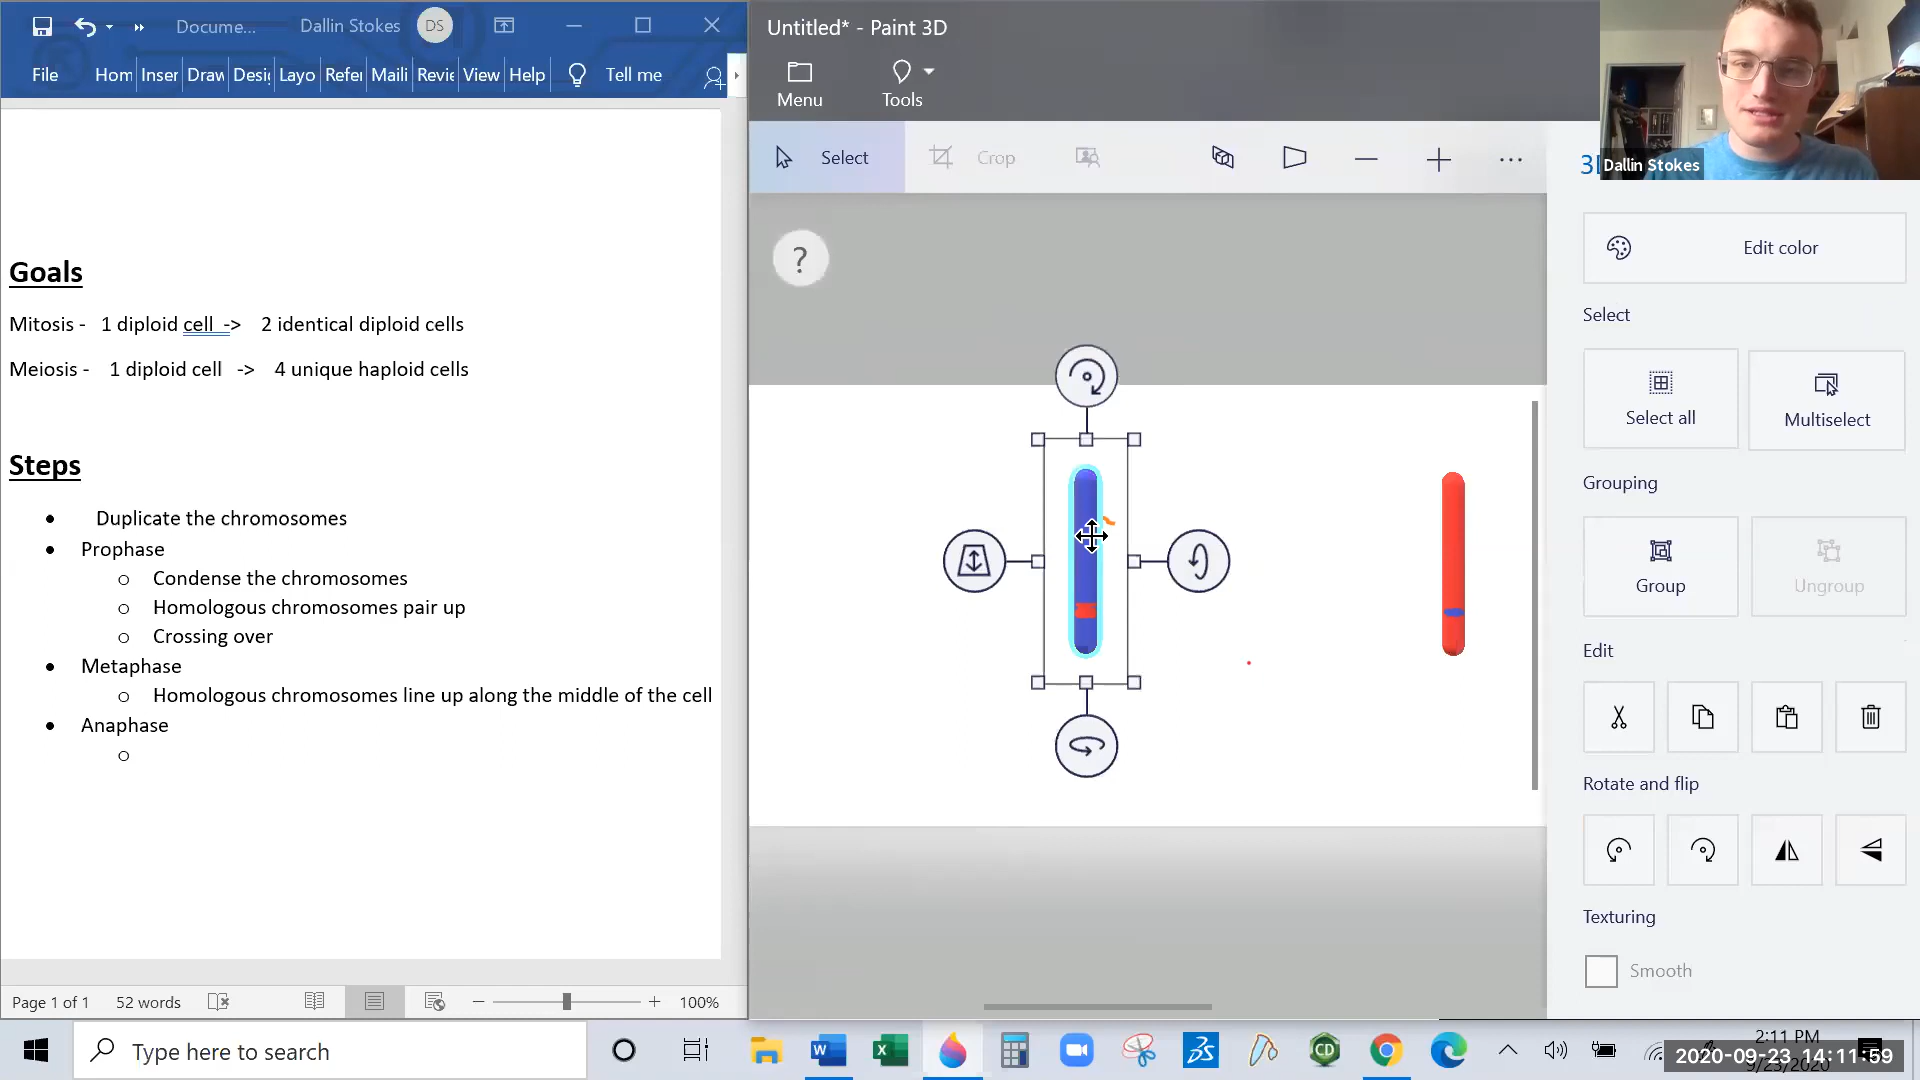 Docume... Dallin Stokes DS
File Hom Inser Draw Desig Layo Refer Maili Revie View Help Tell me
Goals
Mitosis - 1 diploid cell -> 2 identical diploid cells
Meiosis - 1 diploid cell -> 4 unique haploid cells
Steps
• Duplicate the chromosomes
• Prophase
o Condense the chromosomes
o Homologous chromosomes pair up
o Crossing over
• Metaphase
o Homologous chromosomes line up along the middle of the cell
• Anaphase
o
Page 1 of 1 52 words 100%
Untitled* - Paint 3D
Menu Tools
Select Crop
?
Dallin Stokes
Edit color
Select
Select all Multiselect
Grouping
Group Ungroup
Edit
Rotate and flip
Texturing
Smooth
Type here to search
2:11 PM
2020-09-23 14:11:59